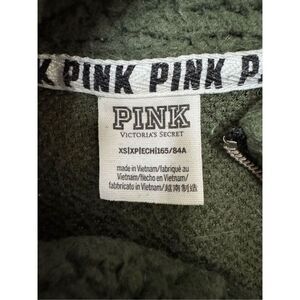 K PINK PINK P
PINK
VICTORIA'S SECRET
XS|XP|ECH|165/84A
made in Vietnam/fabriqué au
Vietnam/hecho en Vietnam/
fabbricato in Vietnam/越南制造